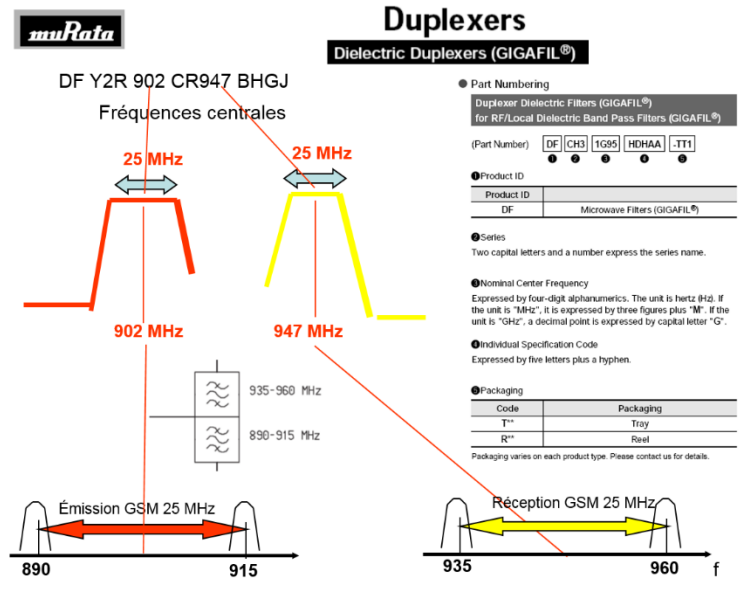 muRata
Duplexers
Dielectric Duplexers (GIGAFIL®)
DF Y2R 902 CR947 BHGJ
Fréquences centrales
25 MHz
25 MHz
902 MHz
947 MHz
935-960 MHz
890-915 MHz
● Part Numbering
Duplexer Dielectric Filters (GIGAFIL®)
for RF/Local Dielectric Band Pass Filters (GIGAFIL®)
(Part Number) DF CH3 1G95 HDHAA -TT1
❶ ❷ ❸ ❹ ❺
❶Product ID
Product ID
DF Microwave Filters (GIGAFIL®)
❷Series
Two capital letters and a number express the series name.
❸Nominal Center Frequency
Expressed by four-digit alphanumerics. The unit is hertz (Hz). If
the unit is "MHz", it is expressed by three figures plus "M". If the
unit is "GHz", a decimal point is expressed by capital letter "G".
❹Individual Specification Code
Expressed by five letters plus a hyphen.
❺Packaging
Code Packaging
T** Tray
R** Reel
Packaging varies on each product type. Please contact us for details.
Émission GSM 25 MHz
890 915
Réception GSM 25 MHz
935 960 f